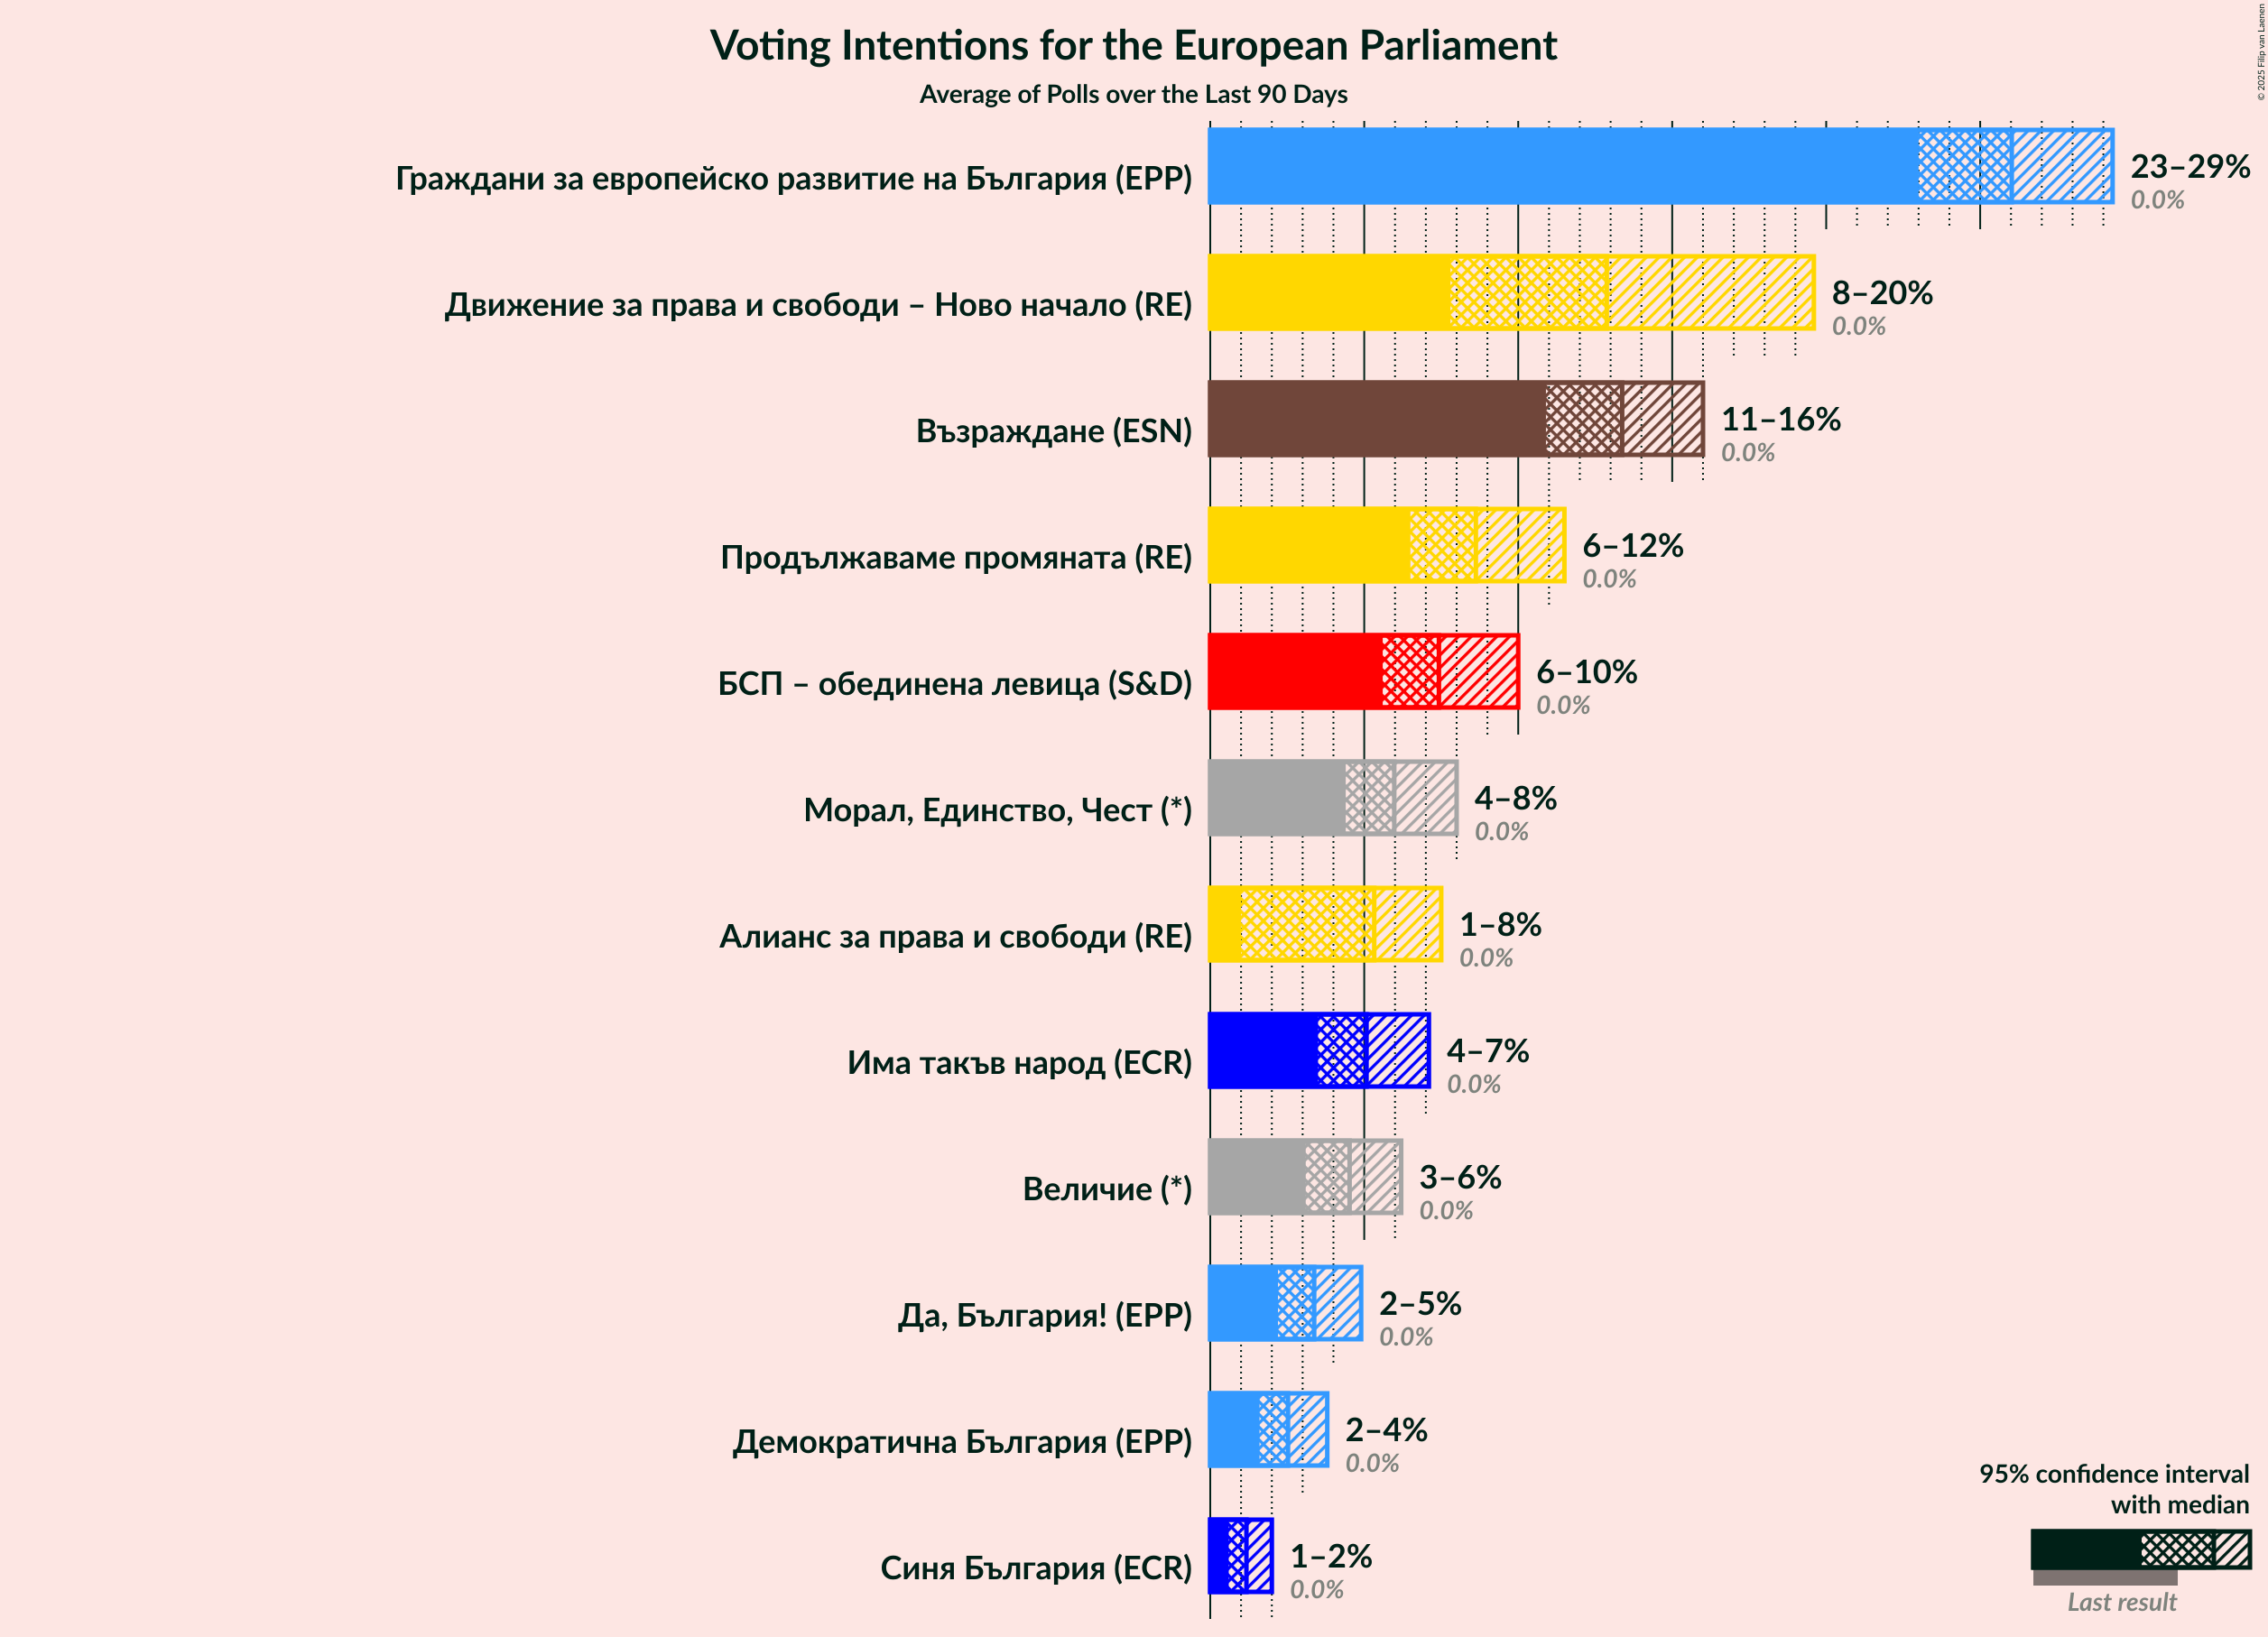 Voting Intentions for the European Parliament
Average of Polls over the Last 90 Days
© 2025 Filip van Laenen
Граждани за европейско развитие на България (EPP)
23–29%
0.0%
Движение за права и свободи – Ново начало (RE)
8–20%
0.0%
Възраждане (ESN)
11–16%
0.0%
Продължаваме промяната (RE)
6–12%
0.0%
БСП – обединена левица (S&D)
6–10%
0.0%
Морал, Единство, Чест (*)
4–8%
0.0%
Алианс за права и свободи (RE)
1–8%
0.0%
Има такъв народ (ECR)
4–7%
0.0%
Величие (*)
3–6%
0.0%
Да, България! (EPP)
2–5%
0.0%
Демократична България (EPP)
2–4%
0.0%
Синя България (ECR)
1–2%
0.0%
95% confidence interval
with median
Last result